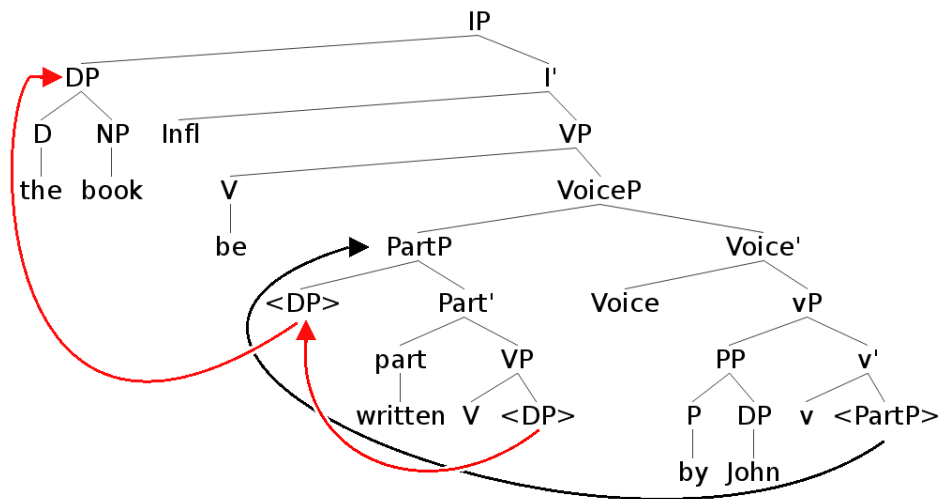 IP
DP I'
D NP Infl VP
the book V VoiceP
be PartP Voice'
<DP> Part' Voice vP
part VP PP v'
written V <DP> P DP v <PartP>
by John